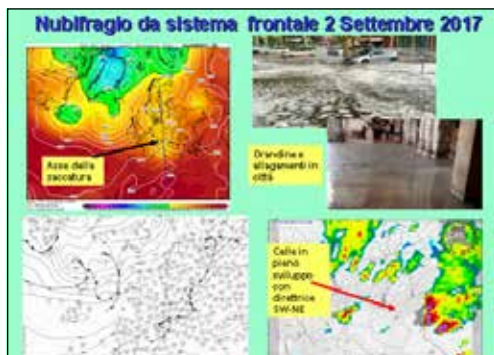 Nubifragio da sistema frontale 2 Settembre 2017
Asse della
saccatura
Grandine e
allagamenti in
città
Celle in
pieno
sviluppo
con
direttrice
SW-NE